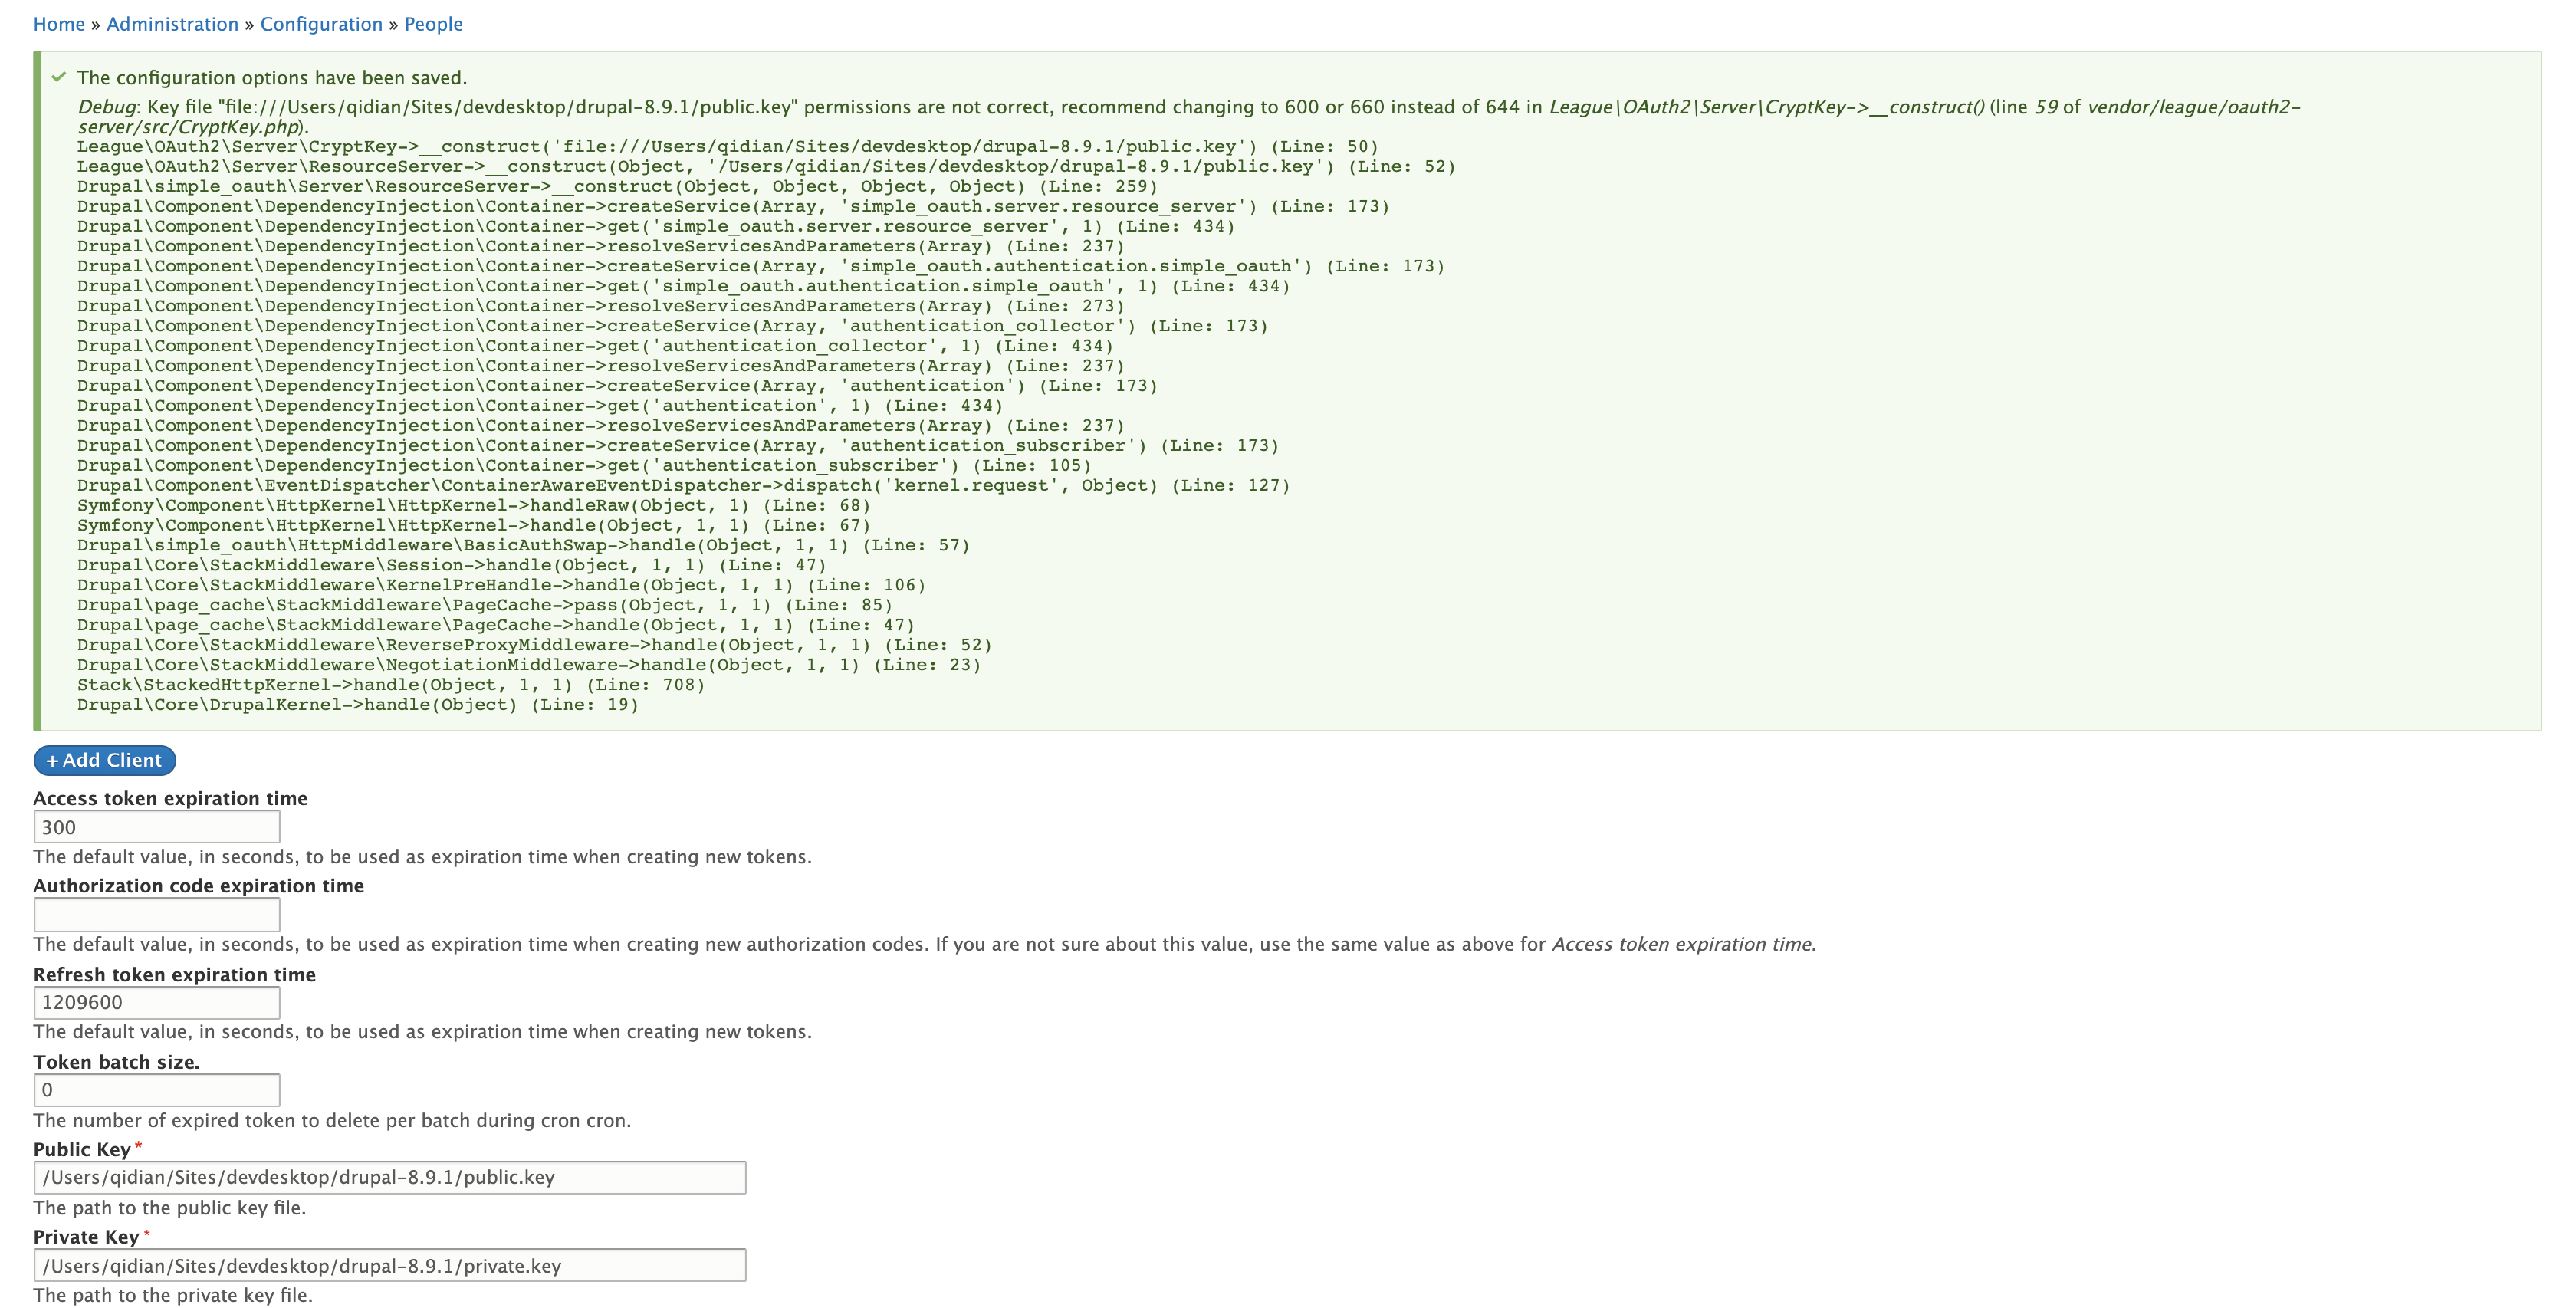 Home » Administration » Configuration » People
The configuration options have been saved.
Debug: Key file "file:///Users/qidian/Sites/devdesktop/drupal-8.9.1/public.key" permissions are not correct, recommend changing to 600 or 660 instead of 644 in League\OAuth2\Server\CryptKey->__construct() (line 59 of vendor/league/oauth2-
server/src/CryptKey.php).
League\OAuth2\Server\CryptKey->__construct('file:///Users/qidian/Sites/devdesktop/drupal-8.9.1/public.key') (Line: 50)
League\OAuth2\Server\ResourceServer->__construct(Object, '/Users/qidian/Sites/devdesktop/drupal-8.9.1/public.key') (Line: 52)
Drupal\simple_oauth\Server\ResourceServer->__construct(Object, Object, Object, Object) (Line: 259)
Drupal\Component\DependencyInjection\Container->createService(Array, 'simple_oauth.server.resource_server') (Line: 173)
Drupal\Component\DependencyInjection\Container->get('simple_oauth.server.resource_server', 1) (Line: 434)
Drupal\Component\DependencyInjection\Container->resolveServicesAndParameters(Array) (Line: 237)
Drupal\Component\DependencyInjection\Container->createService(Array, 'simple_oauth.authentication.simple_oauth') (Line: 173)
Drupal\Component\DependencyInjection\Container->get('simple_oauth.authentication.simple_oauth', 1) (Line: 434)
Drupal\Component\DependencyInjection\Container->resolveServicesAndParameters(Array) (Line: 273)
Drupal\Component\DependencyInjection\Container->createService(Array, 'authentication_collector') (Line: 173)
Drupal\Component\DependencyInjection\Container->get('authentication_collector', 1) (Line: 434)
Drupal\Component\DependencyInjection\Container->resolveServicesAndParameters(Array) (Line: 237)
Drupal\Component\DependencyInjection\Container->createService(Array, 'authentication') (Line: 173)
Drupal\Component\DependencyInjection\Container->get('authentication', 1) (Line: 434)
Drupal\Component\DependencyInjection\Container->resolveServicesAndParameters(Array) (Line: 237)
Drupal\Component\DependencyInjection\Container->createService(Array, 'authentication_subscriber') (Line: 173)
Drupal\Component\DependencyInjection\Container->get('authentication_subscriber') (Line: 105)
Drupal\Component\EventDispatcher\ContainerAwareEventDispatcher->dispatch('kernel.request', Object) (Line: 127)
Symfony\Component\HttpKernel\HttpKernel->handleRaw(Object, 1) (Line: 68)
Symfony\Component\HttpKernel\HttpKernel->handle(Object, 1, 1) (Line: 67)
Drupal\simple_oauth\HttpMiddleware\BasicAuthSwap->handle(Object, 1, 1) (Line: 57)
Drupal\Core\StackMiddleware\Session->handle(Object, 1, 1) (Line: 47)
Drupal\Core\StackMiddleware\KernelPreHandle->handle(Object, 1, 1) (Line: 106)
Drupal\page_cache\StackMiddleware\PageCache->pass(Object, 1, 1) (Line: 85)
Drupal\page_cache\StackMiddleware\PageCache->handle(Object, 1, 1) (Line: 47)
Drupal\Core\StackMiddleware\ReverseProxyMiddleware->handle(Object, 1, 1) (Line: 52)
Drupal\Core\StackMiddleware\NegotiationMiddleware->handle(Object, 1, 1) (Line: 23)
Stack\StackedHttpKernel->handle(Object, 1, 1) (Line: 708)
Drupal\Core\DrupalKernel->handle(Object) (Line: 19)
+ Add Client
Access token expiration time
300
The default value, in seconds, to be used as expiration time when creating new tokens.
Authorization code expiration time
The default value, in seconds, to be used as expiration time when creating new authorization codes. If you are not sure about this value, use the same value as above for Access token expiration time.
Refresh token expiration time
1209600
The default value, in seconds, to be used as expiration time when creating new tokens.
Token batch size.
0
The number of expired token to delete per batch during cron cron.
Public Key *
/Users/qidian/Sites/devdesktop/drupal-8.9.1/public.key
The path to the public key file.
Private Key *
/Users/qidian/Sites/devdesktop/drupal-8.9.1/private.key
The path to the private key file.